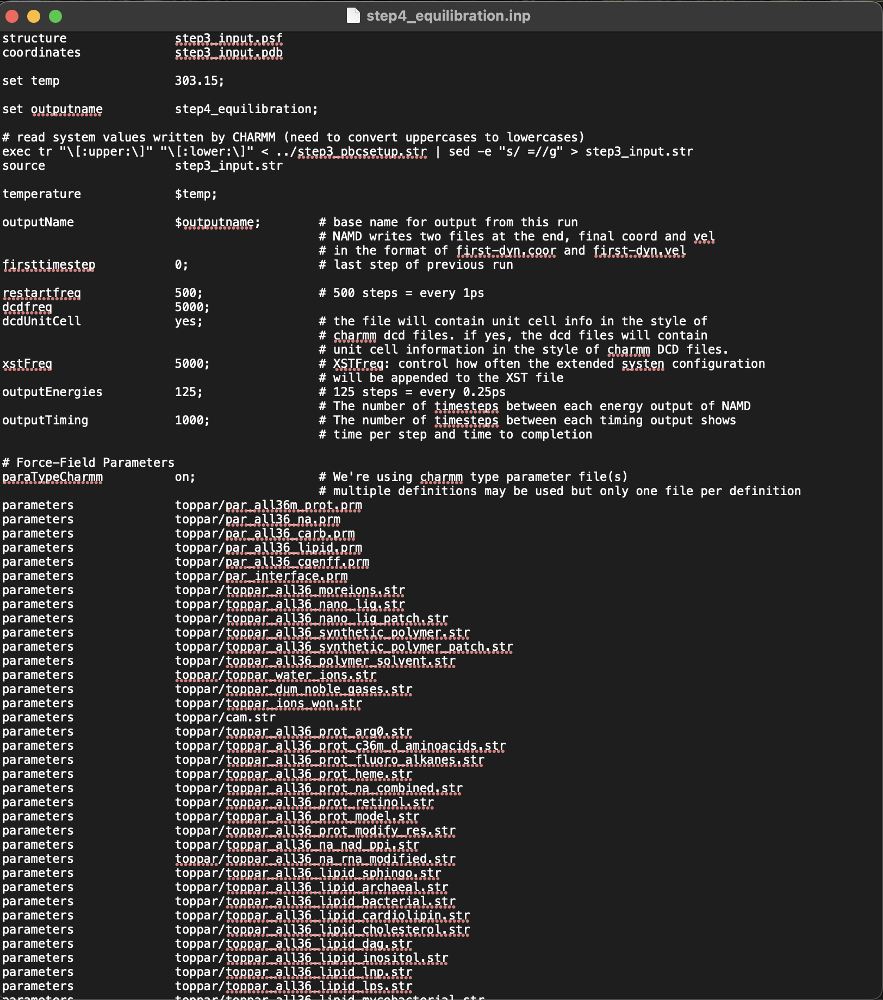 step4_equilibration.inp
structure step3_input.psf
coordinates step3_input.pdb
set temp 303.15;
set outputname step4_equilibration;
# read system values written by CHARMM (need to convert uppercases to lowercases)
exec tr "\[:upper:\]" "\[:lower:\]" < ../step3_pbcsetup.str | sed -e "s/ =//g" > step3_input.str
source step3_input.str
temperature $temp;
outputName $outputname; # base name for output from this run
# NAMD writes two files at the end, final coord and vel
# in the format of first-dyn.coor and first-dyn.vel
firsttimestep 0; # last step of previous run
restartfreq 500; # 500 steps = every 1ps
dcdfreq 5000;
dcdUnitCell yes; # the file will contain unit cell info in the style of
# charmm dcd files. if yes, the dcd files will contain
# unit cell information in the style of charmm DCD files.
xstFreq 5000; # XSTFreq: control how often the extended systen configuration
# will be appended to the XST file
outputEnergies 125; # 125 steps = every 0.25ps
# The number of timesteps between each energy output of NAMD
outputTiming 1000; # The number of timesteps between each timing output shows
# time per step and time to completion
# Force-Field Parameters
paraTypeCharmm on; # We're using charmm type parameter file(s)
# multiple definitions may be used but only one file per definition
parameters toppar/par_all36m_prot.prm
parameters toppar/par_all36_na.prm
parameters toppar/par_all36_carb.prm
parameters toppar/par_all36_lipid.prm
parameters toppar/par_all36_cgenff.prm
parameters toppar/par_interface.prm
parameters toppar/toppar_all36_moreions.str
parameters toppar/toppar_all36_nano_lig.str
parameters toppar/toppar_all36_nano_lig_patch.str
parameters toppar/toppar_all36_synthetic_polymer.str
parameters toppar/toppar_all36_synthetic_polymer_patch.str
parameters toppar/toppar_all36_polymer_solvent.str
parameters toppar/toppar_water_ions.str
parameters toppar/toppar_dum_noble_gases.str
parameters toppar/toppar_ions_won.str
parameters toppar/cam.str
parameters toppar/toppar_all36_prot_arg0.str
parameters toppar/toppar_all36_prot_c36m_d_aminoacids.str
parameters toppar/toppar_all36_prot_fluoro_alkanes.str
parameters toppar/toppar_all36_prot_heme.str
parameters toppar/toppar_all36_prot_na_combined.str
parameters toppar/toppar_all36_prot_retinol.str
parameters toppar/toppar_all36_prot_model.str
parameters toppar/toppar_all36_prot_modify_res.str
parameters toppar/toppar_all36_na_nad_ppi.str
parameters toppar/toppar_all36_na_rna_modified.str
parameters toppar/toppar_all36_lipid_sphingo.str
parameters toppar/toppar_all36_lipid_archaeal.str
parameters toppar/toppar_all36_lipid_bacterial.str
parameters toppar/toppar_all36_lipid_cardiolipin.str
parameters toppar/toppar_all36_lipid_cholesterol.str
parameters toppar/toppar_all36_lipid_dag.str
parameters toppar/toppar_all36_lipid_inositol.str
parameters toppar/toppar_all36_lipid_lnp.str
parameters toppar/toppar_all36_lipid_lps.str
parameters toppar/toppar_all36_lipid_mycobacterial.str